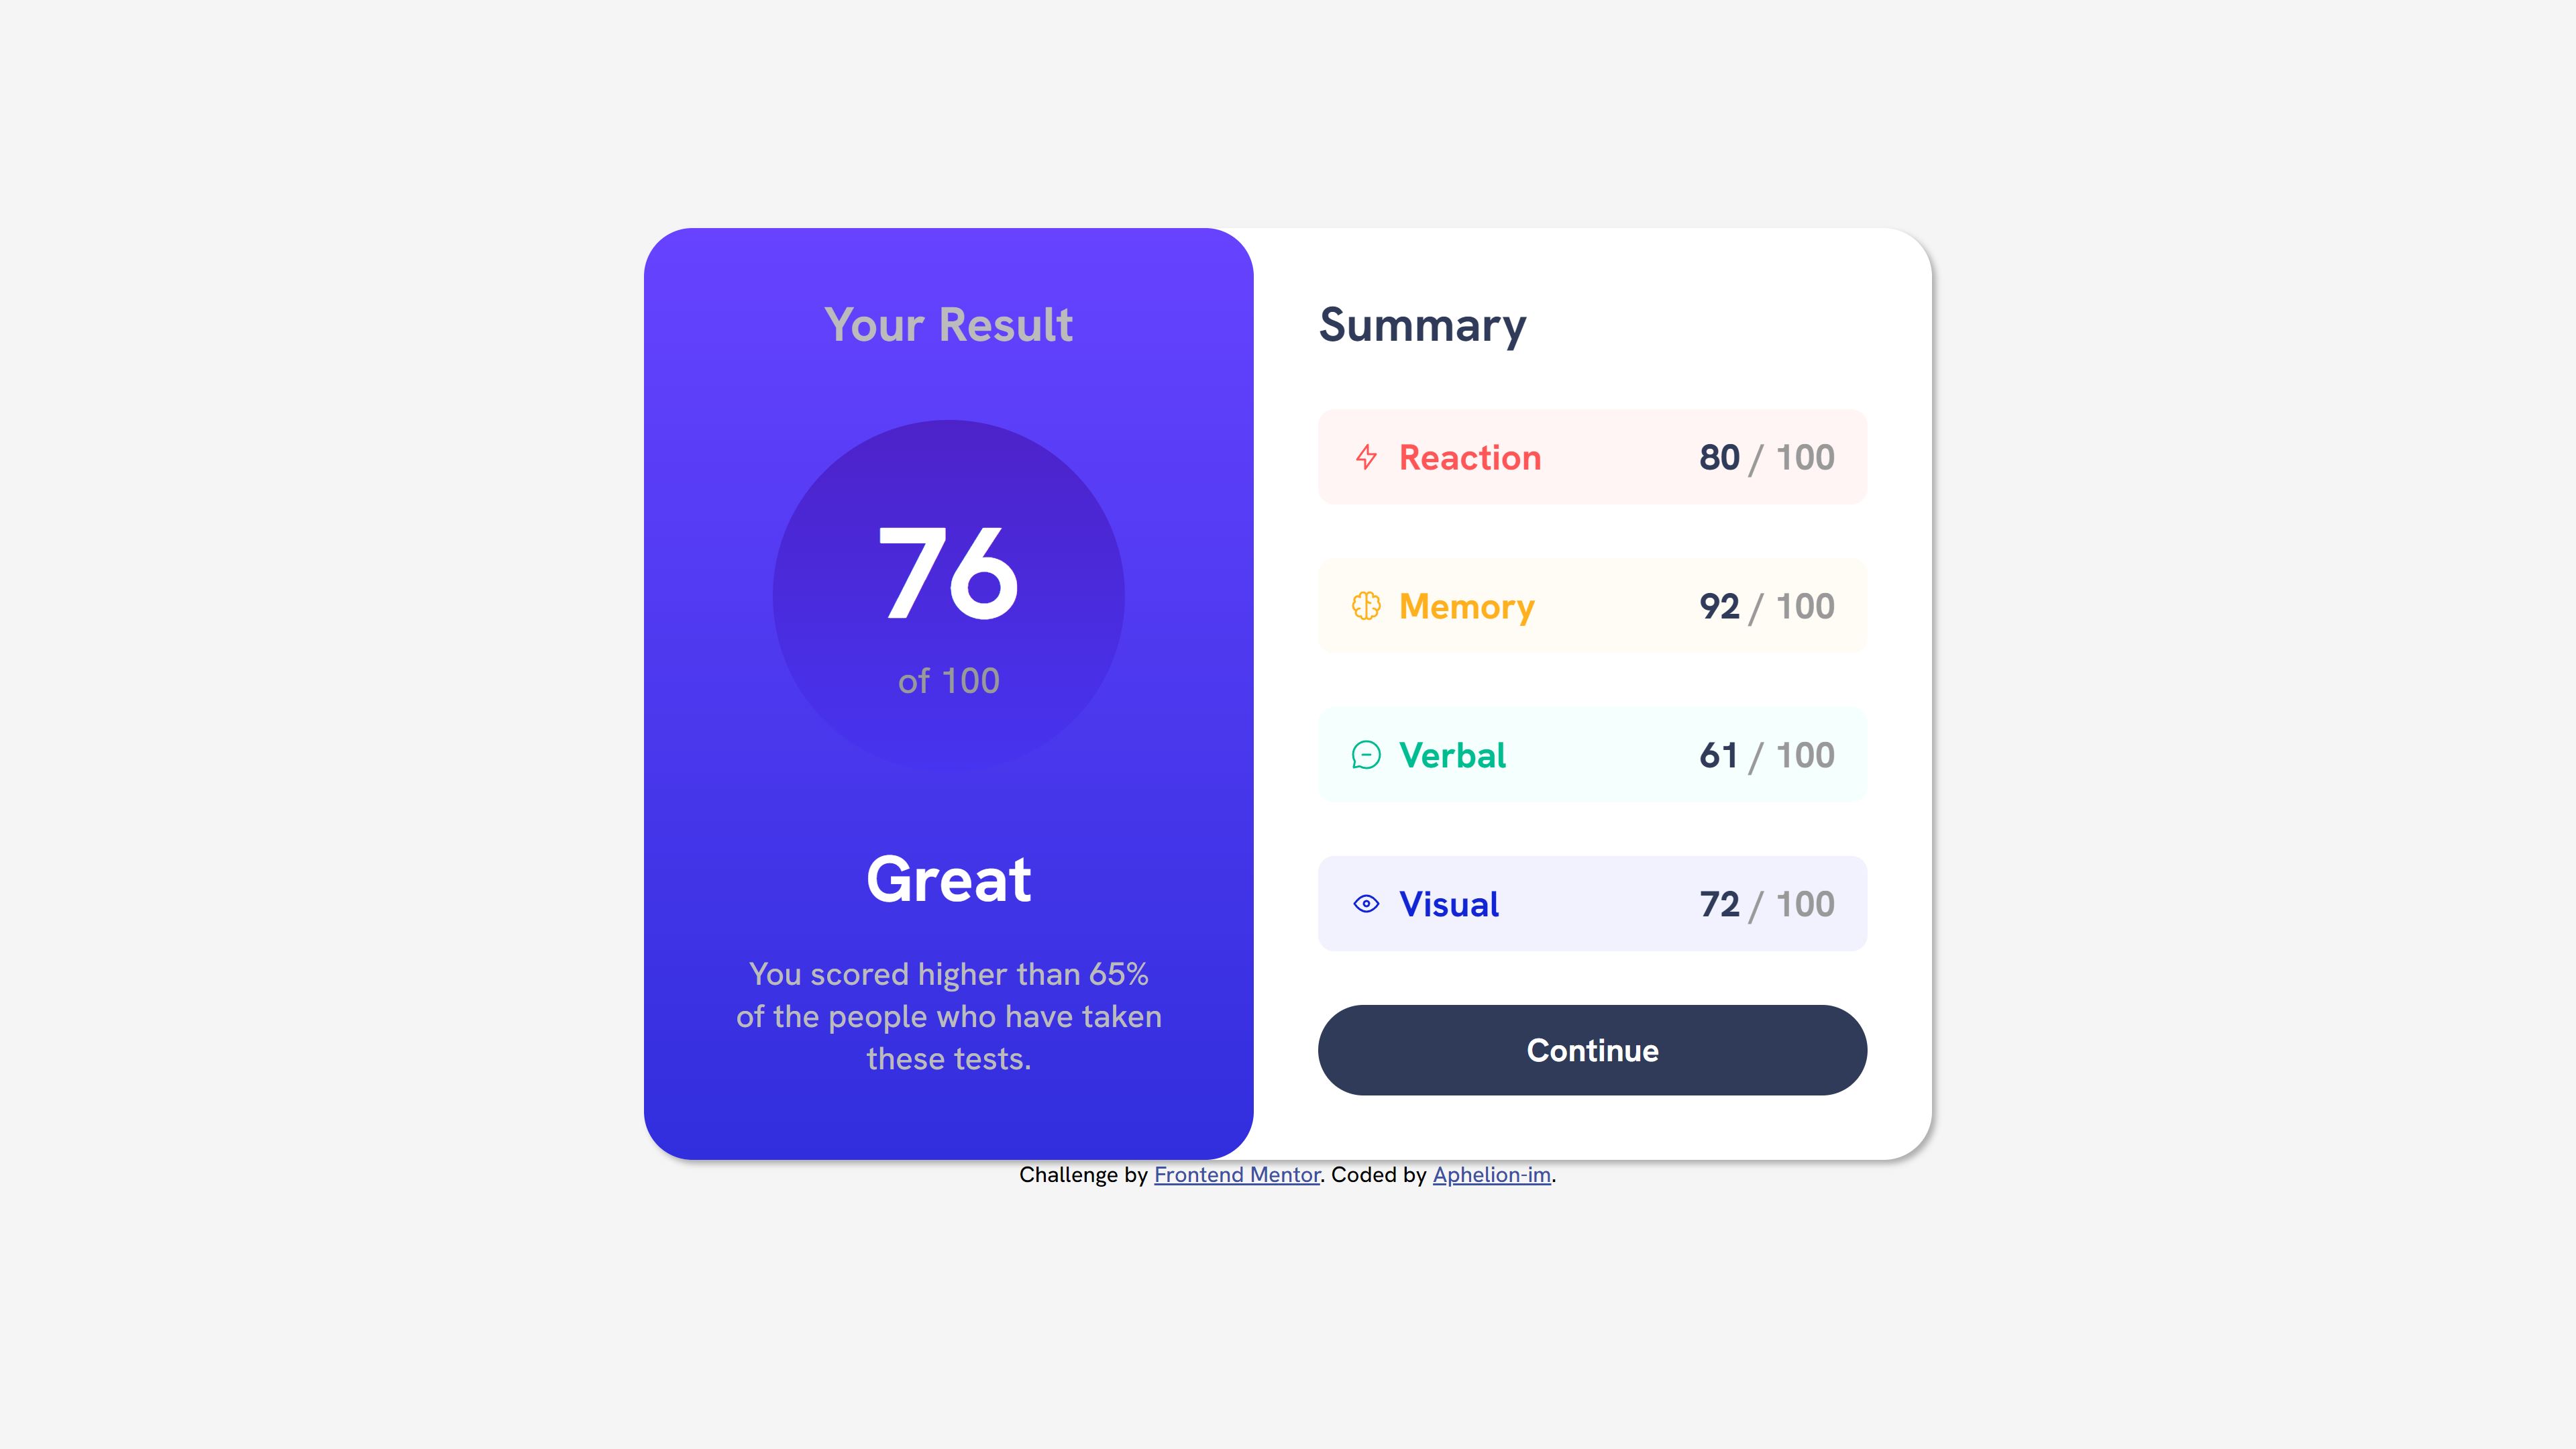 Your Result
76
of 100
Great
You scored higher than 65%
of the people who have taken
these tests.
Summary
Reaction 80 / 100
Memory 92 / 100
Verbal 61 / 100
Visual 72 / 100
Continue
Challenge by Frontend Mentor. Coded by Aphelion-im.